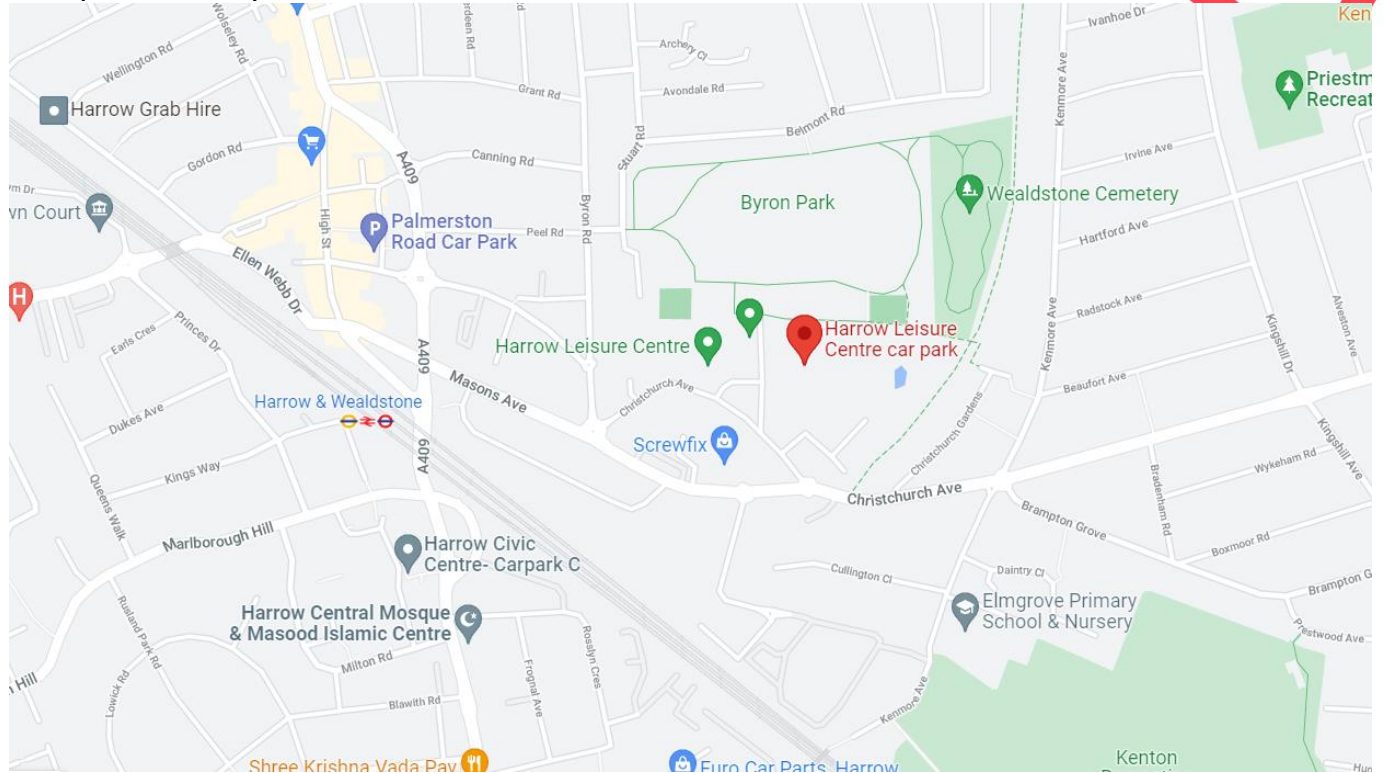 Wolseley Rd
Wellington Rd
Harrow Grab Hire
Gordon Rd
High St
A409
Grant Rd
Canning Rd
Archery Cl
Avondale Rd
Stuart Rd
Belmont Rd
Ivanhoe Dr
Kenmore Ave
Irvine Ave
Hartford Ave
Radstock Ave
Alveston Ave
Kingshill Dr
Byron Park
Wealdstone Cemetery
Palmerston
Road Car Park
Peel Rd
Byron Rd
Ellen Webb Dr
Princes Dr
Earls Cres
Dukes Ave
Kings Way
Queens Walk
Marlborough Hill
Harrow & Wealdstone
A409
A409
Masons Ave
Harrow Leisure Centre
Harrow Leisure
Centre car park
Christchurch Ave
Screwfix
Kenmore Ave
Beaufort Ave
Christchurch Gardens
Christchurch Ave
Bradenham Rd
Wykeham Rd
Kingshill Ave
Boxmoor Rd
Brampton Grove
Brampton G
Prestwood Ave
Cullington Cl
Daintry Cl
Elmgrove Primary
School & Nursery
Harrow Civic
Centre- Carpark C
Harrow Central Mosque
& Masood Islamic Centre
Milton Rd
Rusland Park Rd
Lowick Rd
Blawith Rd
Frognal Ave
Rosslyn Cres
Kenmore Ave
Shree Krishna Vada Pav
Euro Car Parts, Harrow
Kenton
H
P